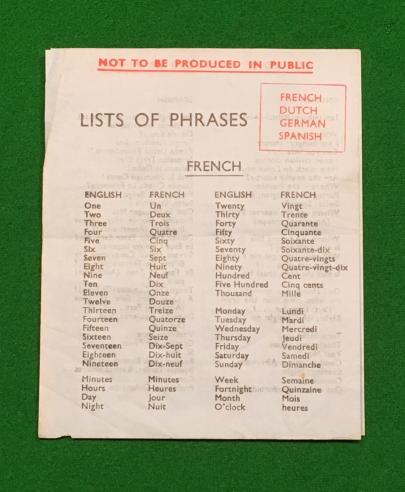 NOT TO BE PRODUCED IN PUBLIC
LISTS OF PHRASES
FRENCH
DUTCH
GERMAN
SPANISH
FRENCH
ENGLISH FRENCH ENGLISH FRENCH
One Un Twenty Vingt
Two Deux Thirty Trente
Three Trois Forty Quarante
Four Quatre Fifty Cinquante
Five Cinq Sixty Soixante
Six Six Seventy Soixante-dix
Seven Sept Eighty Quatre-vingts
Eight Huit Ninety Quatre-vingt-dix
Nine Neuf Hundred Cent
Ten Dix Five Hundred Cinq cents
Eleven Onze Thousand Mille
Twelve Douze
Thirteen Treize Monday Lundi
Fourteen Quatorze Tuesday Mardi
Fifteen Quinze Wednesday Mercredi
Sixteen Seize Thursday Jeudi
Seventeen Dix-Sept Friday Vendredi
Eighteen Dix-huit Saturday Samedi
Nineteen Dix-neuf Sunday Dimanche
Minutes Minutes Week Semaine
Hours Heures Fortnight Quinzaine
Day Jour Month Mois
Night Nuit O'clock heures